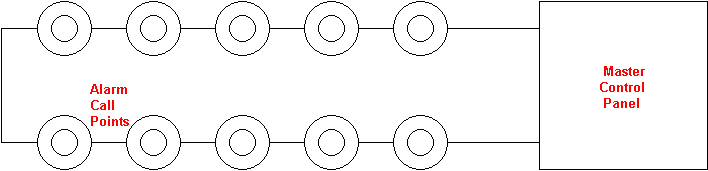 Alarm
Call
Points
Master
Control
Panel